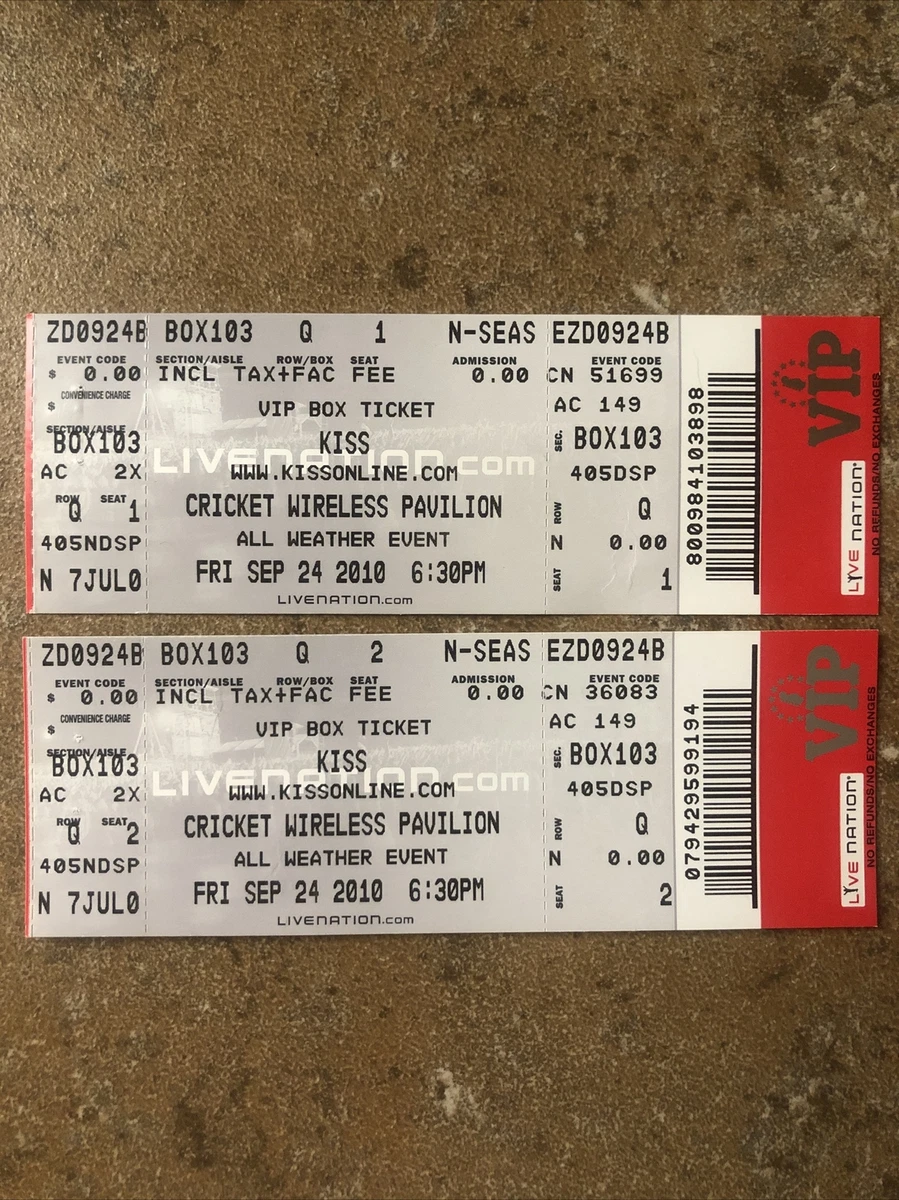 ZD0924B BOX103 Q 1 N-SEAS EZD0924B
EVENT CODE SECTION/AISLE ROW/BOX SEAT ADMISSION EVENT CODE
$ 0.00 INCL TAX+FAC FEE 0.00 CN 51699
CONVENIENCE CHARGE
$ VIP BOX TICKET AC 149
SECTION/AISLE
BOX103 KISS SEC. BOX103
LIVENATION.com
AC 2X WWW.KISSONLINE.COM 405DSP
ROW SEAT
Q 1 CRICKET WIRELESS PAVILION ROW Q
405NDSP ALL WEATHER EVENT N 0.00
N 7JUL0 FRI SEP 24 2010 6:30PM SEAT 1
LIVENATION.com
800984103898
VIP
LIVE NATION
NO REFUNDS/NO EXCHANGES
ZD0924B BOX103 Q 2 N-SEAS EZD0924B
EVENT CODE SECTION/AISLE ROW/BOX SEAT ADMISSION EVENT CODE
$ 0.00 INCL TAX+FAC FEE 0.00 CN 36083
CONVENIENCE CHARGE
$ VIP BOX TICKET AC 149
SECTION/AISLE
BOX103 KISS SEC. BOX103
LIVENATION.com
AC 2X WWW.KISSONLINE.COM 405DSP
ROW SEAT
Q 2 CRICKET WIRELESS PAVILION ROW Q
405NDSP ALL WEATHER EVENT N 0.00
N 7JUL0 FRI SEP 24 2010 6:30PM SEAT 2
LIVENATION.com
079429599194
VIP
LIVE NATION
NO REFUNDS/NO EXCHANGES